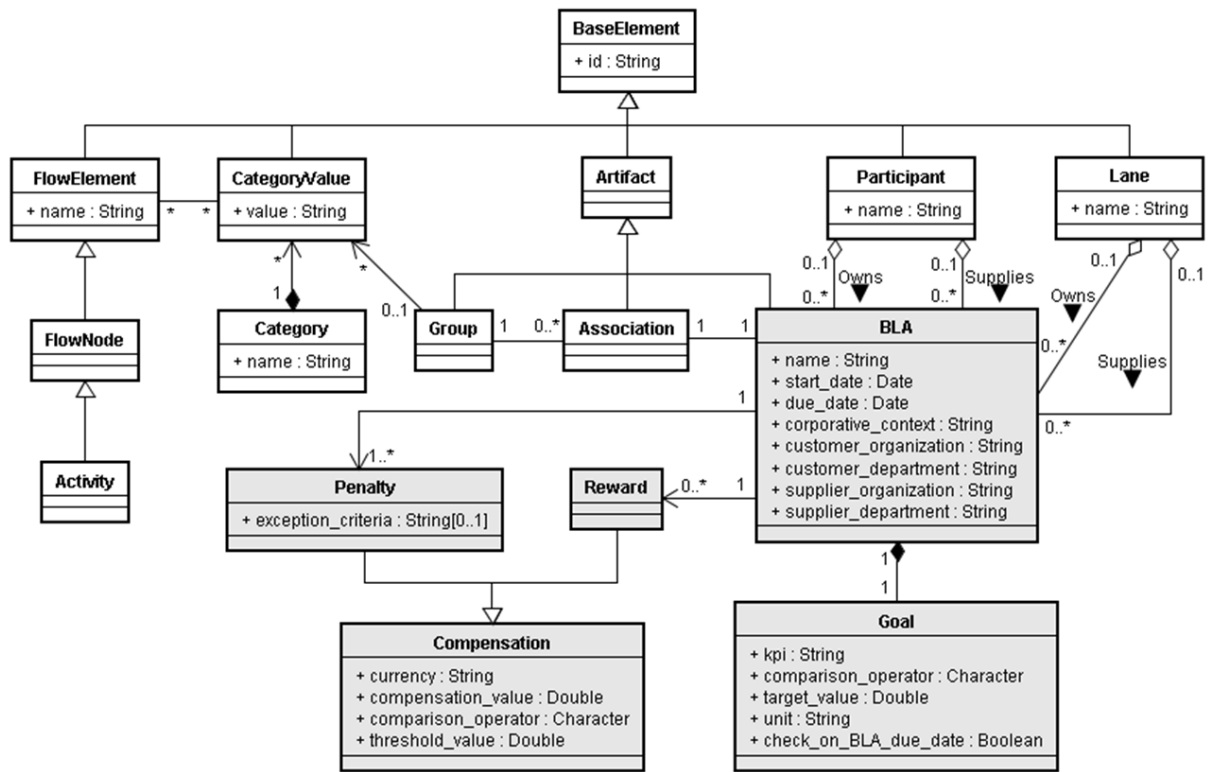 BaseElement
+ id : String
FlowElement
+ name : String
CategoryValue
+ value : String
Artifact
Participant
+ name : String
Lane
+ name : String
*
*
*
*
1
0..1
0..1
Owns
0..*
0..1
Supplies
0..*
0..1
0..1
Owns
0..*
Supplies
0..*
FlowNode
Category
+ name : String
Group
1
0..*
Association
1
1
BLA
+ name : String
+ start_date : Date
+ due_date : Date
+ corporative_context : String
+ customer_organization : String
+ customer_department : String
+ supplier_organization : String
+ supplier_department : String
1
1..*
Activity
Penalty
+ exception_criteria : String[0..1]
Reward
0..*
1
1
1
Compensation
+ currency : String
+ compensation_value : Double
+ comparison_operator : Character
+ threshold_value : Double
Goal
+ kpi : String
+ comparison_operator : Character
+ target_value : Double
+ unit : String
+ check_on_BLA_due_date : Boolean